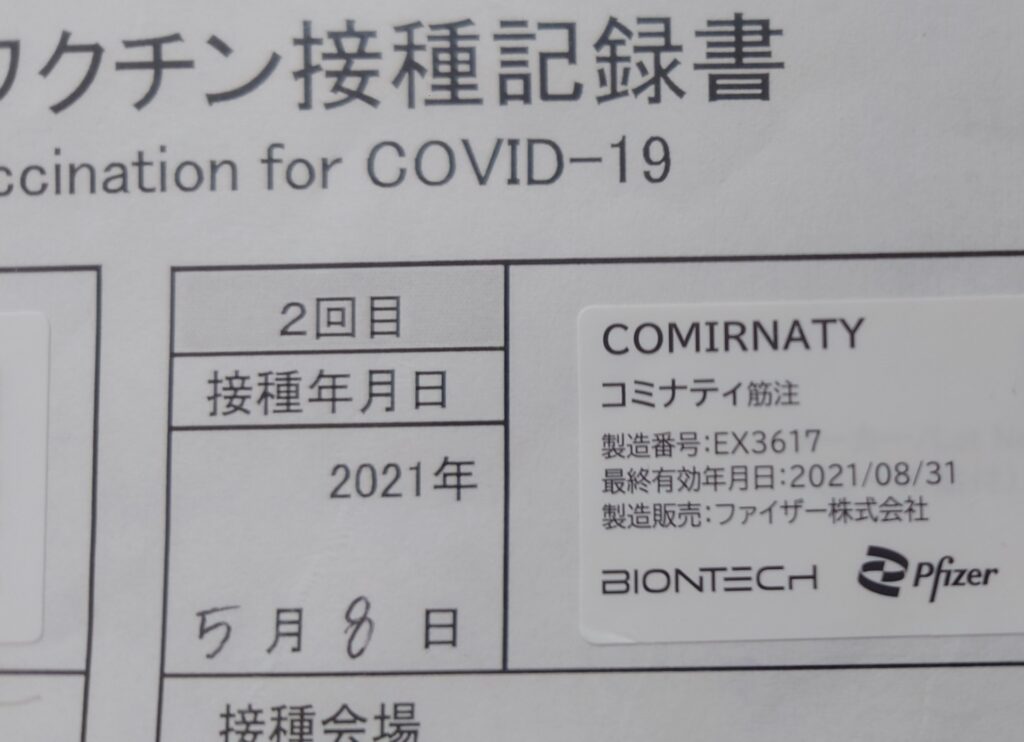 ワクチン接種記録書
ccination for COVID-19
2回目
接種年月日
2021年
5月8日
COMIRNATY
コミナティ筋注
製造番号:EX3617
最終有効年月日:2021/08/31
製造販売:ファイザー株式会社
BIONTECH Pfizer
接種会場